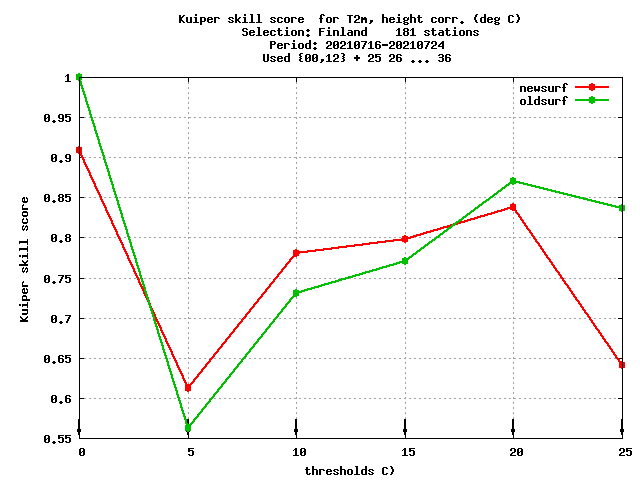 Kuiper skill score  for T2m, height corr. (deg C)
Selection: Finland    181 stations
Period: 20210716-20210724
Used {00,12} + 25 26 ... 36
newsurf
oldsurf
Kuiper skill score
1
0.95
0.9
0.85
0.8
0.75
0.7
0.65
0.6
0.55
0 5 10 15 20 25
thresholds C)